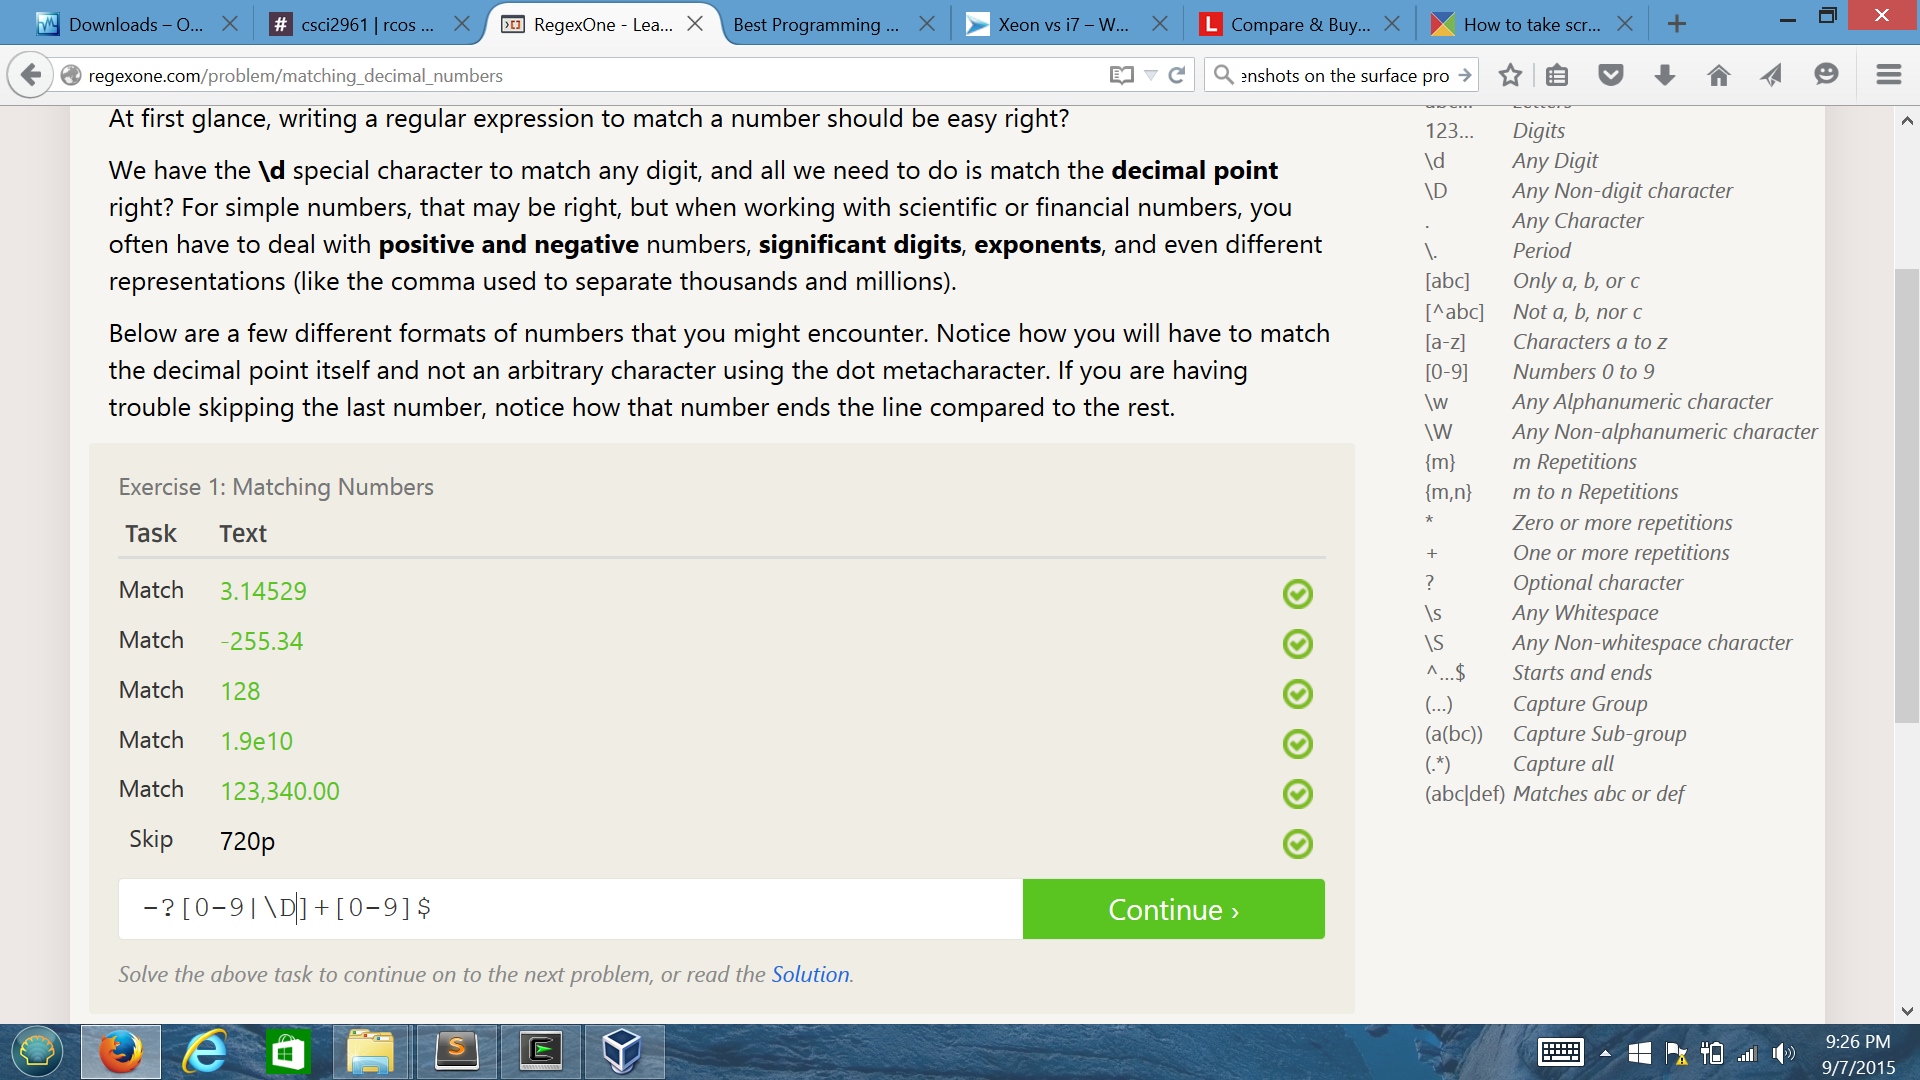 Downloads – O...
csci2961 | rcos ...
RegexOne - Lea...
Best Programming ...
Xeon vs i7 – W...
Compare & Buy...
How to take scr...
regexone.com/problem/matching_decimal_numbers
enshots on the surface pro
At first glance, writing a regular expression to match a number should be easy right?
We have the \d special character to match any digit, and all we need to do is match the decimal point
right? For simple numbers, that may be right, but when working with scientific or financial numbers, you
often have to deal with positive and negative numbers, significant digits, exponents, and even different
representations (like the comma used to separate thousands and millions).
Below are a few different formats of numbers that you might encounter. Notice how you will have to match
the decimal point itself and not an arbitrary character using the dot metacharacter. If you are having
trouble skipping the last number, notice how that number ends the line compared to the rest.
Exercise 1: Matching Numbers
Task Text
Match 3.14529
Match -255.34
Match 128
Match 1.9e10
Match 123,340.00
Skip 720p
-?[0-9|\D]+[0-9]$
Continue ›
Solve the above task to continue on to the next problem, or read the Solution.
abc... Letters
123... Digits
\d Any Digit
\D Any Non-digit character
. Any Character
\. Period
[abc] Only a, b, or c
[^abc] Not a, b, nor c
[a-z] Characters a to z
[0-9] Numbers 0 to 9
\w Any Alphanumeric character
\W Any Non-alphanumeric character
{m} m Repetitions
{m,n} m to n Repetitions
* Zero or more repetitions
+ One or more repetitions
? Optional character
\s Any Whitespace
\S Any Non-whitespace character
^...$ Starts and ends
(...) Capture Group
(a(bc)) Capture Sub-group
(.*) Capture all
(abc|def) Matches abc or def
9:26 PM
9/7/2015